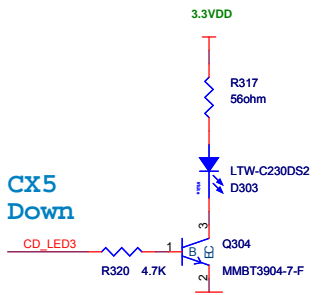 3.3VDD
R317
56ohm
LTW-C230DS2
D303
CX5
Down
3
CD_LED3
1
B
Q304
R320
4.7K
2
MMBT3904-7-F